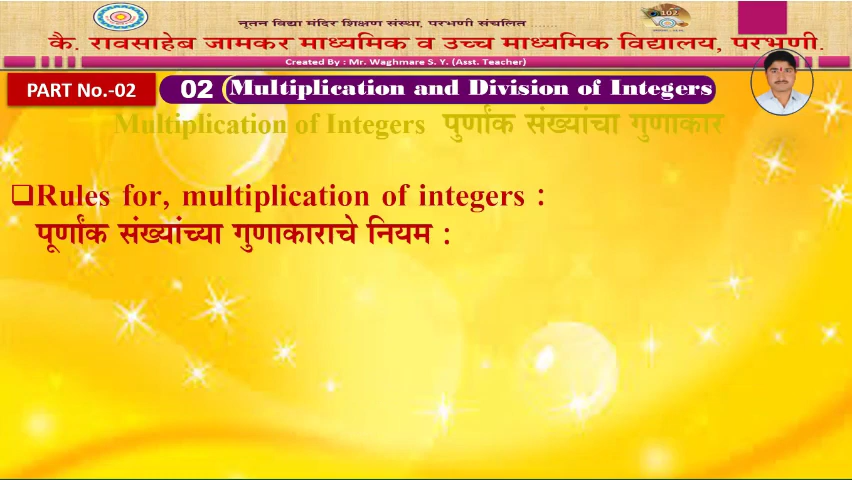 नूतन विद्या मंदिर शिक्षण संस्था, परभणी संचलित ........
कै. रावसाहेब जामकर माध्यमिक व उच्च माध्यमिक विद्यालय, परभणी.
Created By : Mr. Waghmare S. Y. (Asst. Teacher)
PART No.-02
02 (Multiplication and Division of Integers
Multiplication of Integers पुर्णांक संख्यांचा गुणाकार
❑Rules for, multiplication of integers :
पूर्णांक संख्यांच्या गुणाकाराचे नियम :